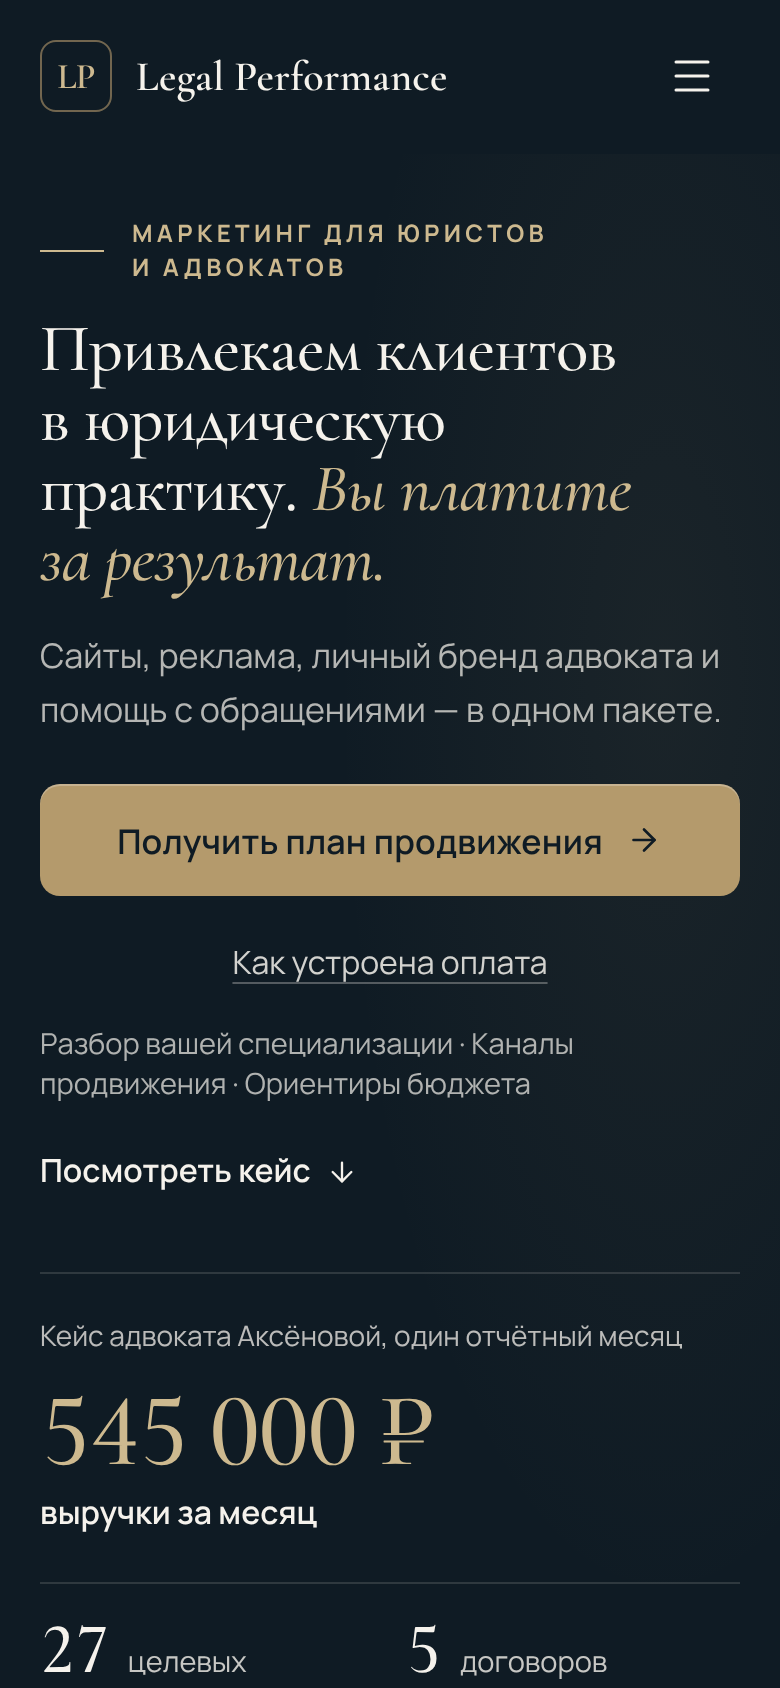 LP Legal Performance
МАРКЕТИНГ ДЛЯ ЮРИСТОВ
И АДВОКАТОВ
Привлекаем клиентов
в юридическую
практику. Вы платите
за результат.
Сайты, реклама, личный бренд адвоката и
помощь с обращениями — в одном пакете.
Получить план продвижения →
Как устроена оплата
Разбор вашей специализации · Каналы
продвижения · Ориентиры бюджета
Посмотреть кейс ↓
Кейс адвоката Аксёновой, один отчётный месяц
545 000 ₽
выручки за месяц
27 целевых 5 договоров